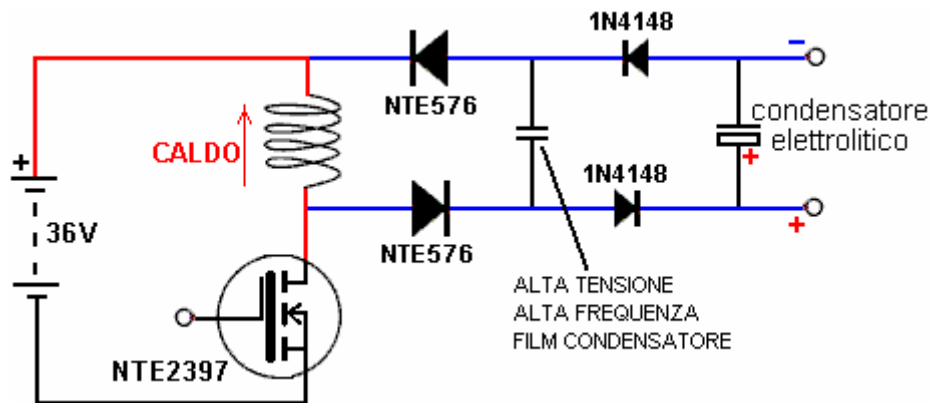 1N4148
−
NTE576
condensatore
elettrolitico
+
CALDO
1N4148
+
36V
+
NTE576
ALTA TENSIONE
ALTA FREQUENZA
FILM CONDENSATORE
NTE2397